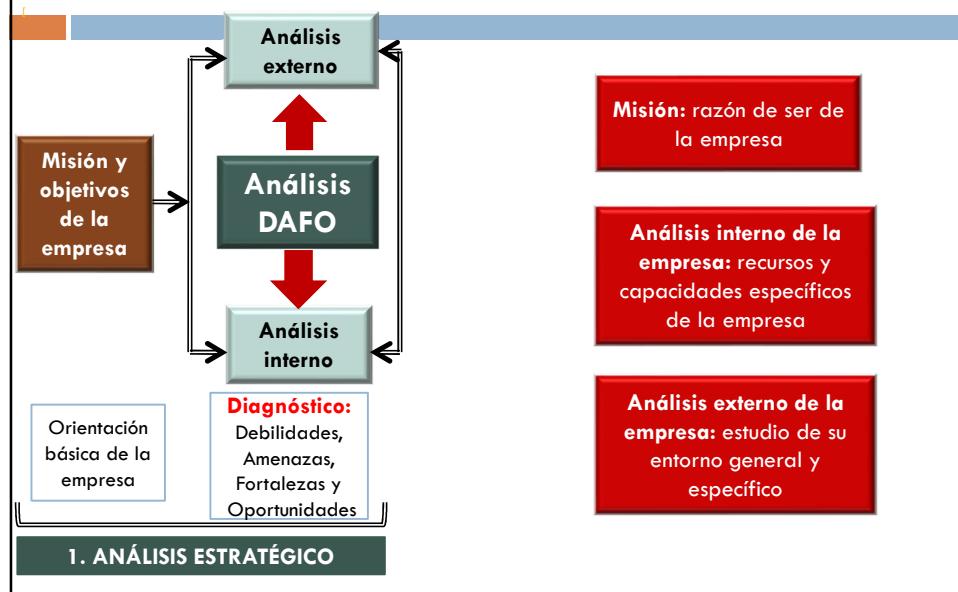 Análisis
externo
Misión y
objetivos
de la
empresa
Análisis
DAFO
Análisis
interno
Orientación
básica de la
empresa
Diagnóstico:
Debilidades,
Amenazas,
Fortalezas y
Oportunidades
1. ANÁLISIS ESTRATÉGICO
Misión: razón de ser de
la empresa
Análisis interno de la
empresa: recursos y
capacidades específicos
de la empresa
Análisis externo de la
empresa: estudio de su
entorno general y
específico